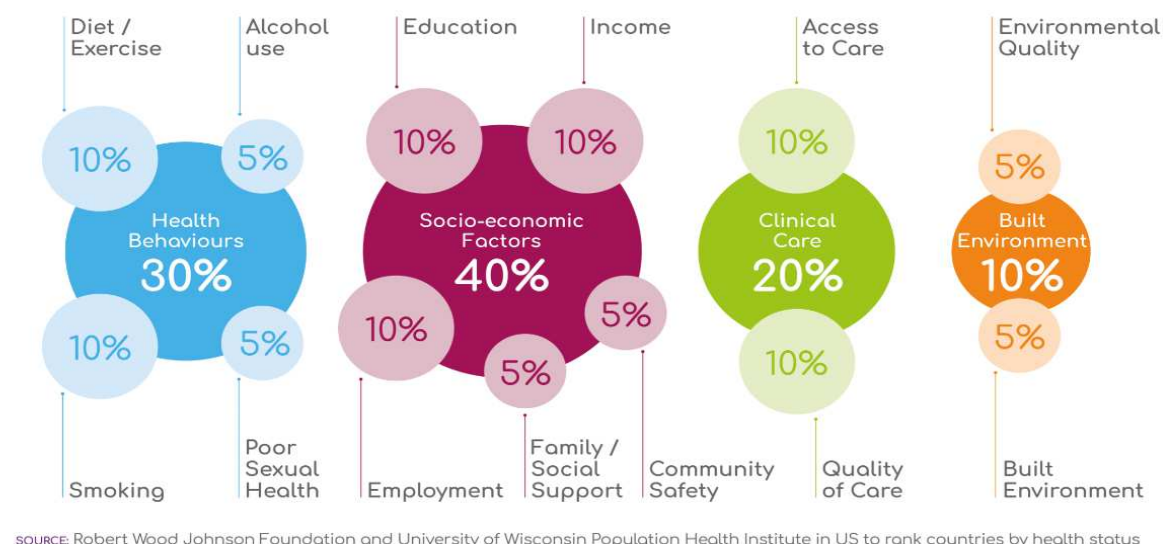 Diet /
Exercise
Alcohol
use
Education
Income
Access
to Care
Environmental
Quality
10%
5%
10%
10%
10%
5%
Health
Behaviours
30%
Socio-economic
Factors
40%
Clinical
Care
20%
Built
Environment
10%
10%
5%
10%
5%
5%
10%
5%
Smoking
Poor
Sexual
Health
Employment
Family /
Social
Support
Community
Safety
Quality
of Care
Built
Environment
SOURCE: Robert Wood Johnson Foundation and University of Wisconsin Population Health Institute in US to rank countries by health status